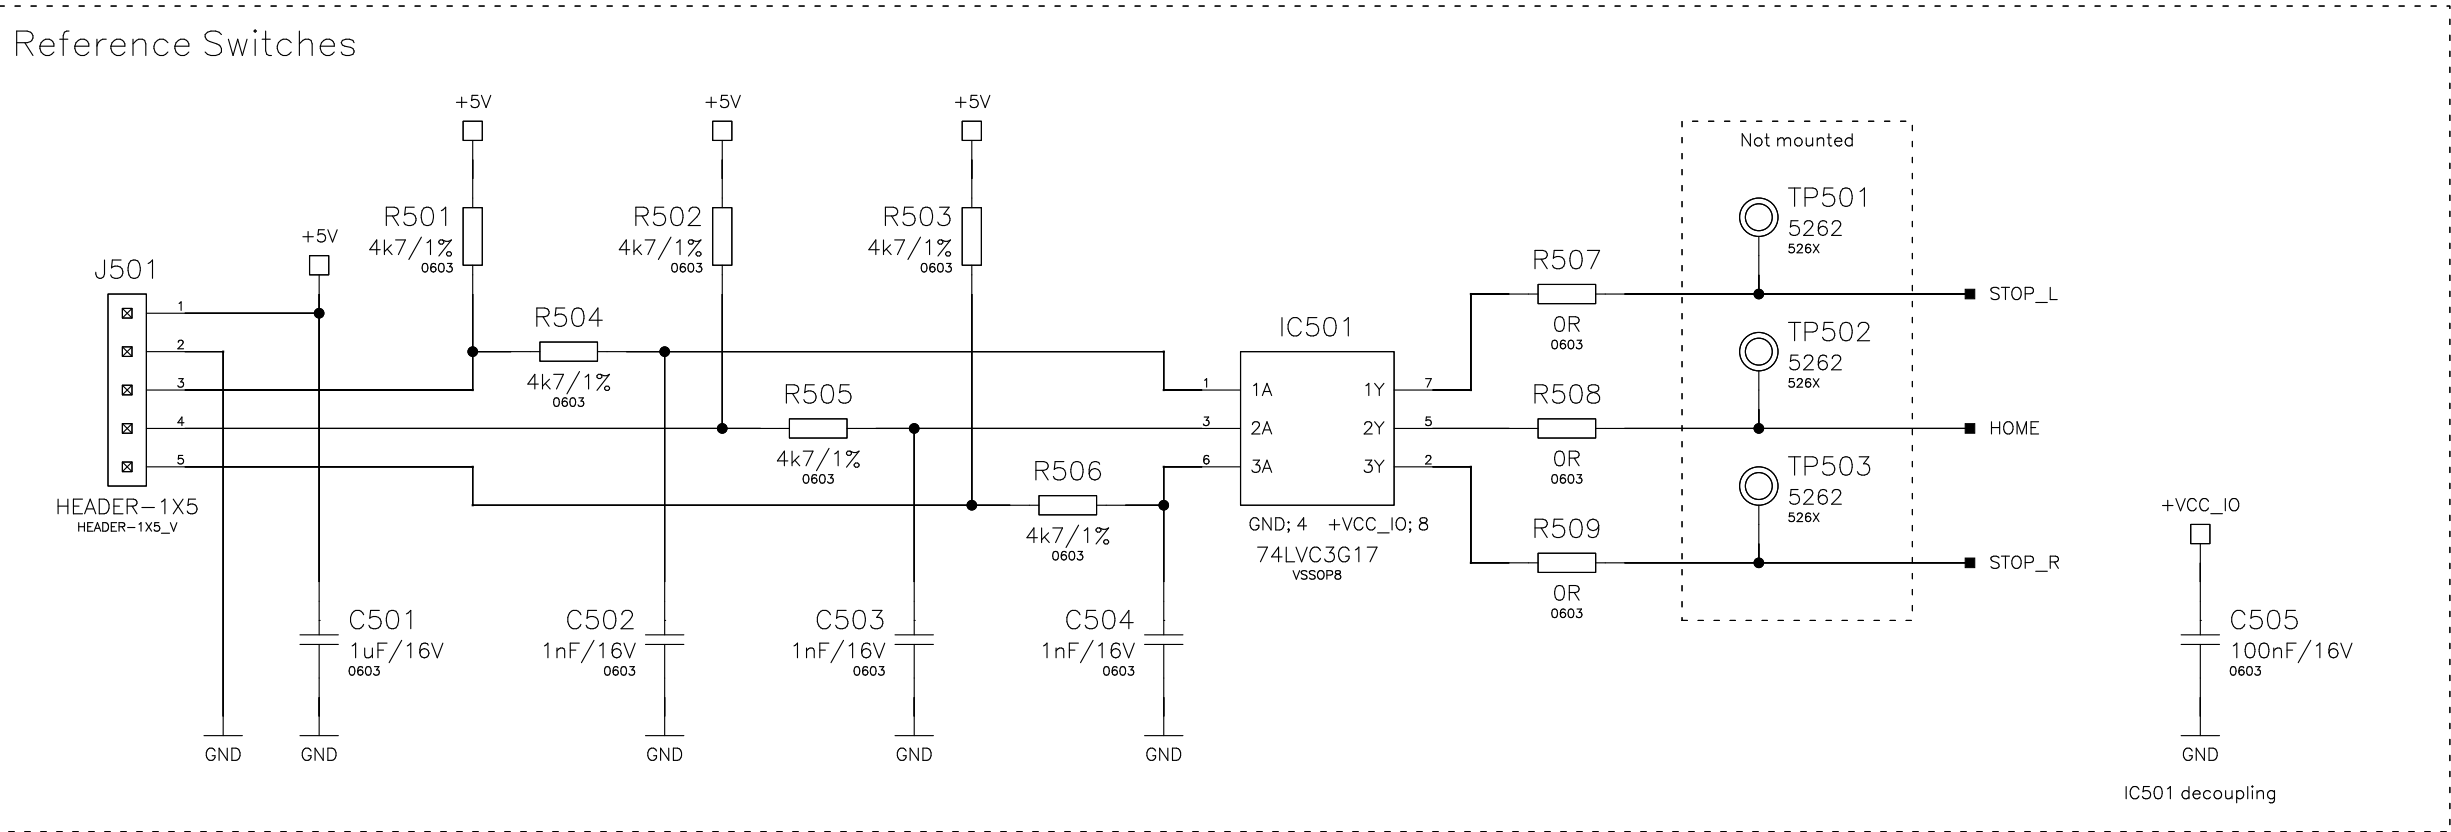 Reference Switches
+5V
+5V
+5V
Not mounted
R501
4k7/1%
0603
R502
4k7/1%
0603
R503
4k7/1%
0603
TP501
5262
526X
+5V
J501
1
2
3
4
5
HEADER-1X5
HEADER-1X5_V
R504
4k7/1%
0603
R505
4k7/1%
0603
R506
4k7/1%
0603
IC501
1 1A 1Y 7
3 2A 2Y 5
6 3A 3Y 2
GND; 4 +VCC_IO; 8
74LVC3G17
VSSOP8
R507
0R
0603
STOP_L
TP502
5262
526X
R508
0R
0603
HOME
TP503
5262
526X
R509
0R
0603
STOP_R
+VCC_IO
C501
1uF/16V
0603
C502
1nF/16V
0603
C503
1nF/16V
0603
C504
1nF/16V
0603
C505
100nF/16V
0603
GND
GND
GND
GND
GND
GND
IC501 decoupling